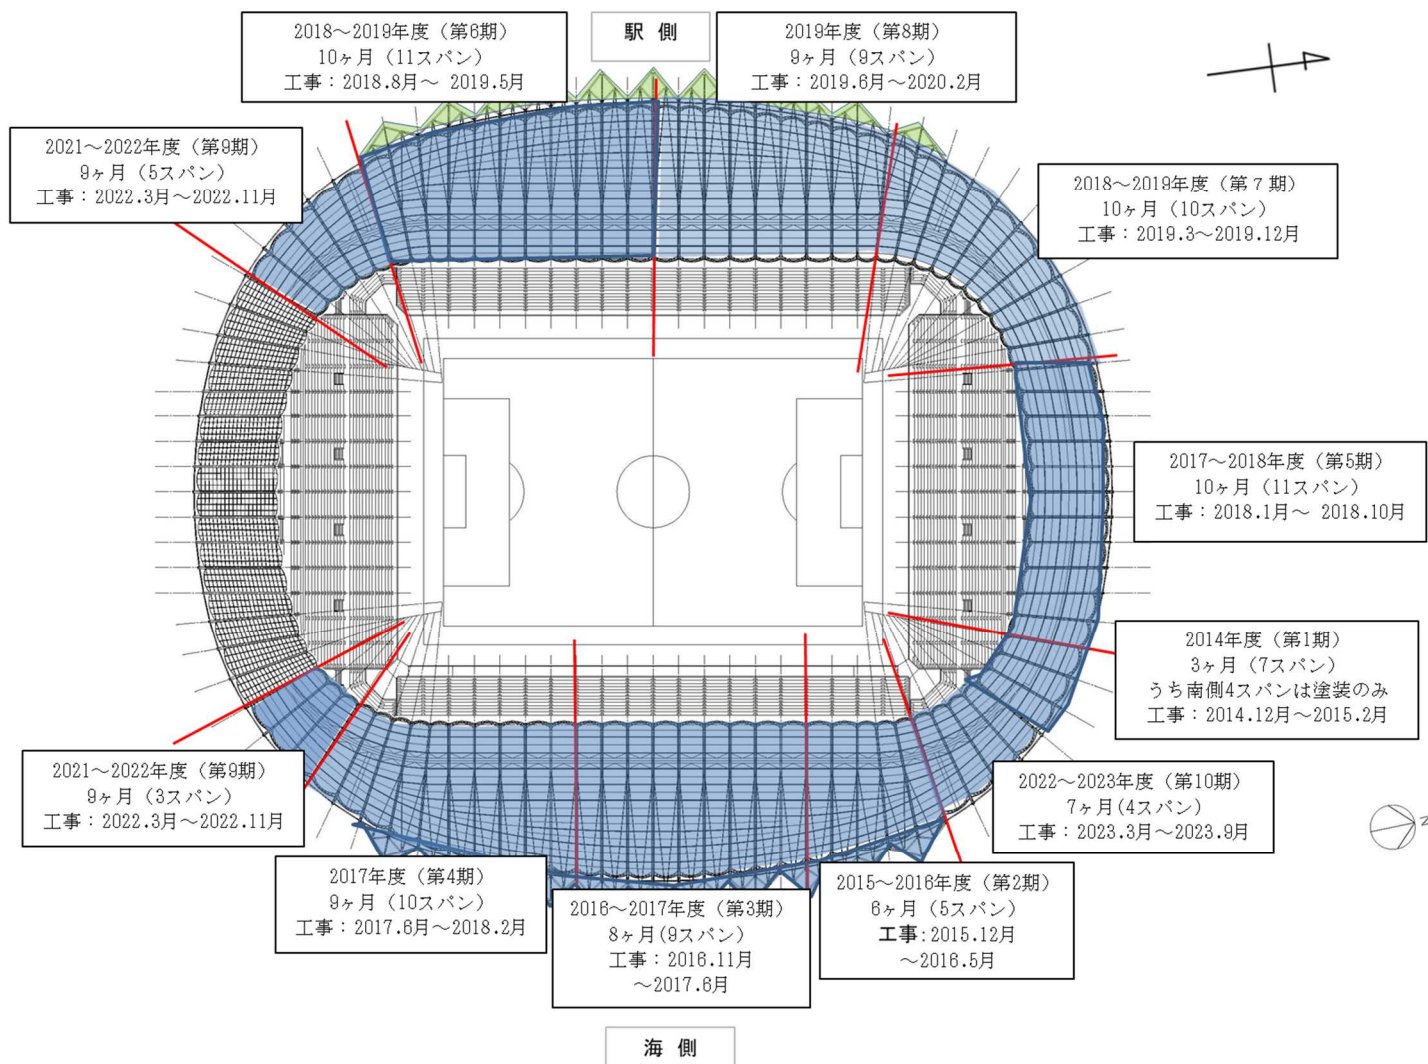 駅 側
2018～2019年度（第6期）
10ヶ月（11スパン）
工事：2018.8月～ 2019.5月
2019年度（第8期）
9ヶ月（9スパン）
工事：2019.6月～2020.2月
2021～2022年度（第9期）
9ヶ月（5スパン）
工事：2022.3月～2022.11月
2018～2019年度（第７期）
10ヶ月（10スパン）
工事：2019.3～2019.12月
2017～2018年度（第5期）
10ヶ月（11スパン）
工事：2018.1月～ 2018.10月
2014年度（第1期）
3ヶ月（7スパン）
うち南側4スパンは塗装のみ
工事：2014.12月～2015.2月
2021～2022年度（第9期）
9ヶ月（3スパン）
工事：2022.3月～2022.11月
2022～2023年度（第10期）
7ヶ月(4スパン）
工事：2023.3月～2023.9月
N
2017年度（第4期）
9ヶ月（10スパン）
工事：2017.6月～2018.2月
2016～2017年度（第3期）
8ヶ月(9スパン）
工事：2016.11月
～2017.6月
2015～2016年度（第2期）
6ヶ月（5スパン）
工事:2015.12月
～2016.5月
海 側